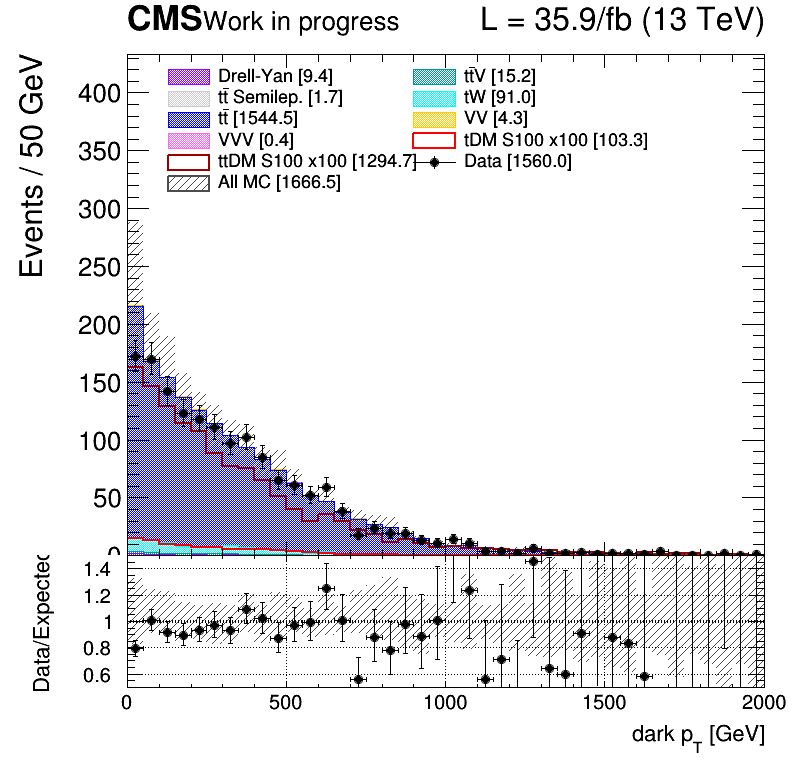 CMS Work in progress L = 35.9/fb (13 TeV)
Events / 50 GeV
400
350
300
250
200
150
100
50
0
Drell-Yan [9.4]
tt̄ Semilep. [1.7]
tt̄ [1544.5]
VVV [0.4]
ttDM S100 x100 [1294.7]
All MC [1666.5]
tt̄V [15.2]
tW [91.0]
VV [4.3]
tDM S100 x100 [103.3]
Data [1560.0]
Data/Expected
1.4
1.2
1
0.8
0.6
0 500 1000 1500 2000
dark p_T [GeV]